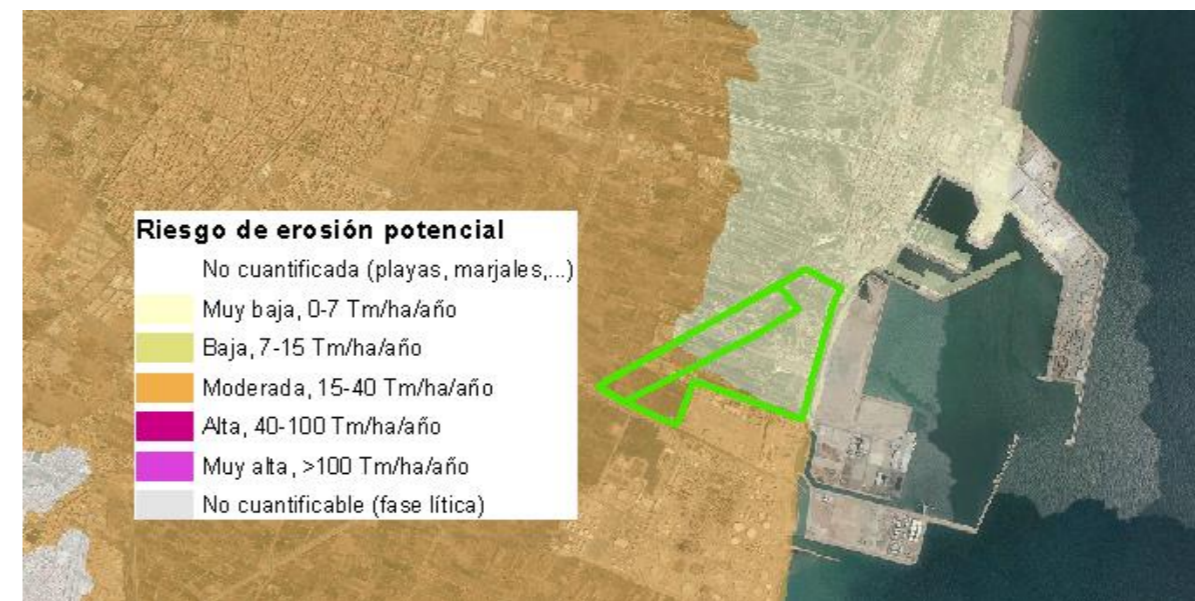 Riesgo de erosión potencial
No cuantificada (playas, marjales,...)
Muy baja, 0-7 Tm/ha/año
Baja, 7-15 Tm/ha/año
Moderada, 15-40 Tm/ha/año
Alta, 40-100 Tm/ha/año
Muy alta, >100 Tm/ha/año
No cuantificable (fase lítica)